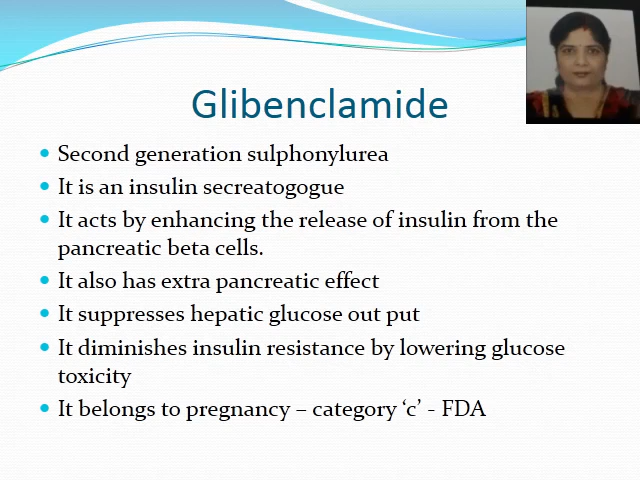 Glibenclamide
Second generation sulphonylurea
It is an insulin secreatogogue
It acts by enhancing the release of insulin from the
pancreatic beta cells.
It also has extra pancreatic effect
It suppresses hepatic glucose out put
It diminishes insulin resistance by lowering glucose
toxicity
It belongs to pregnancy – category ‘c’ - FDA